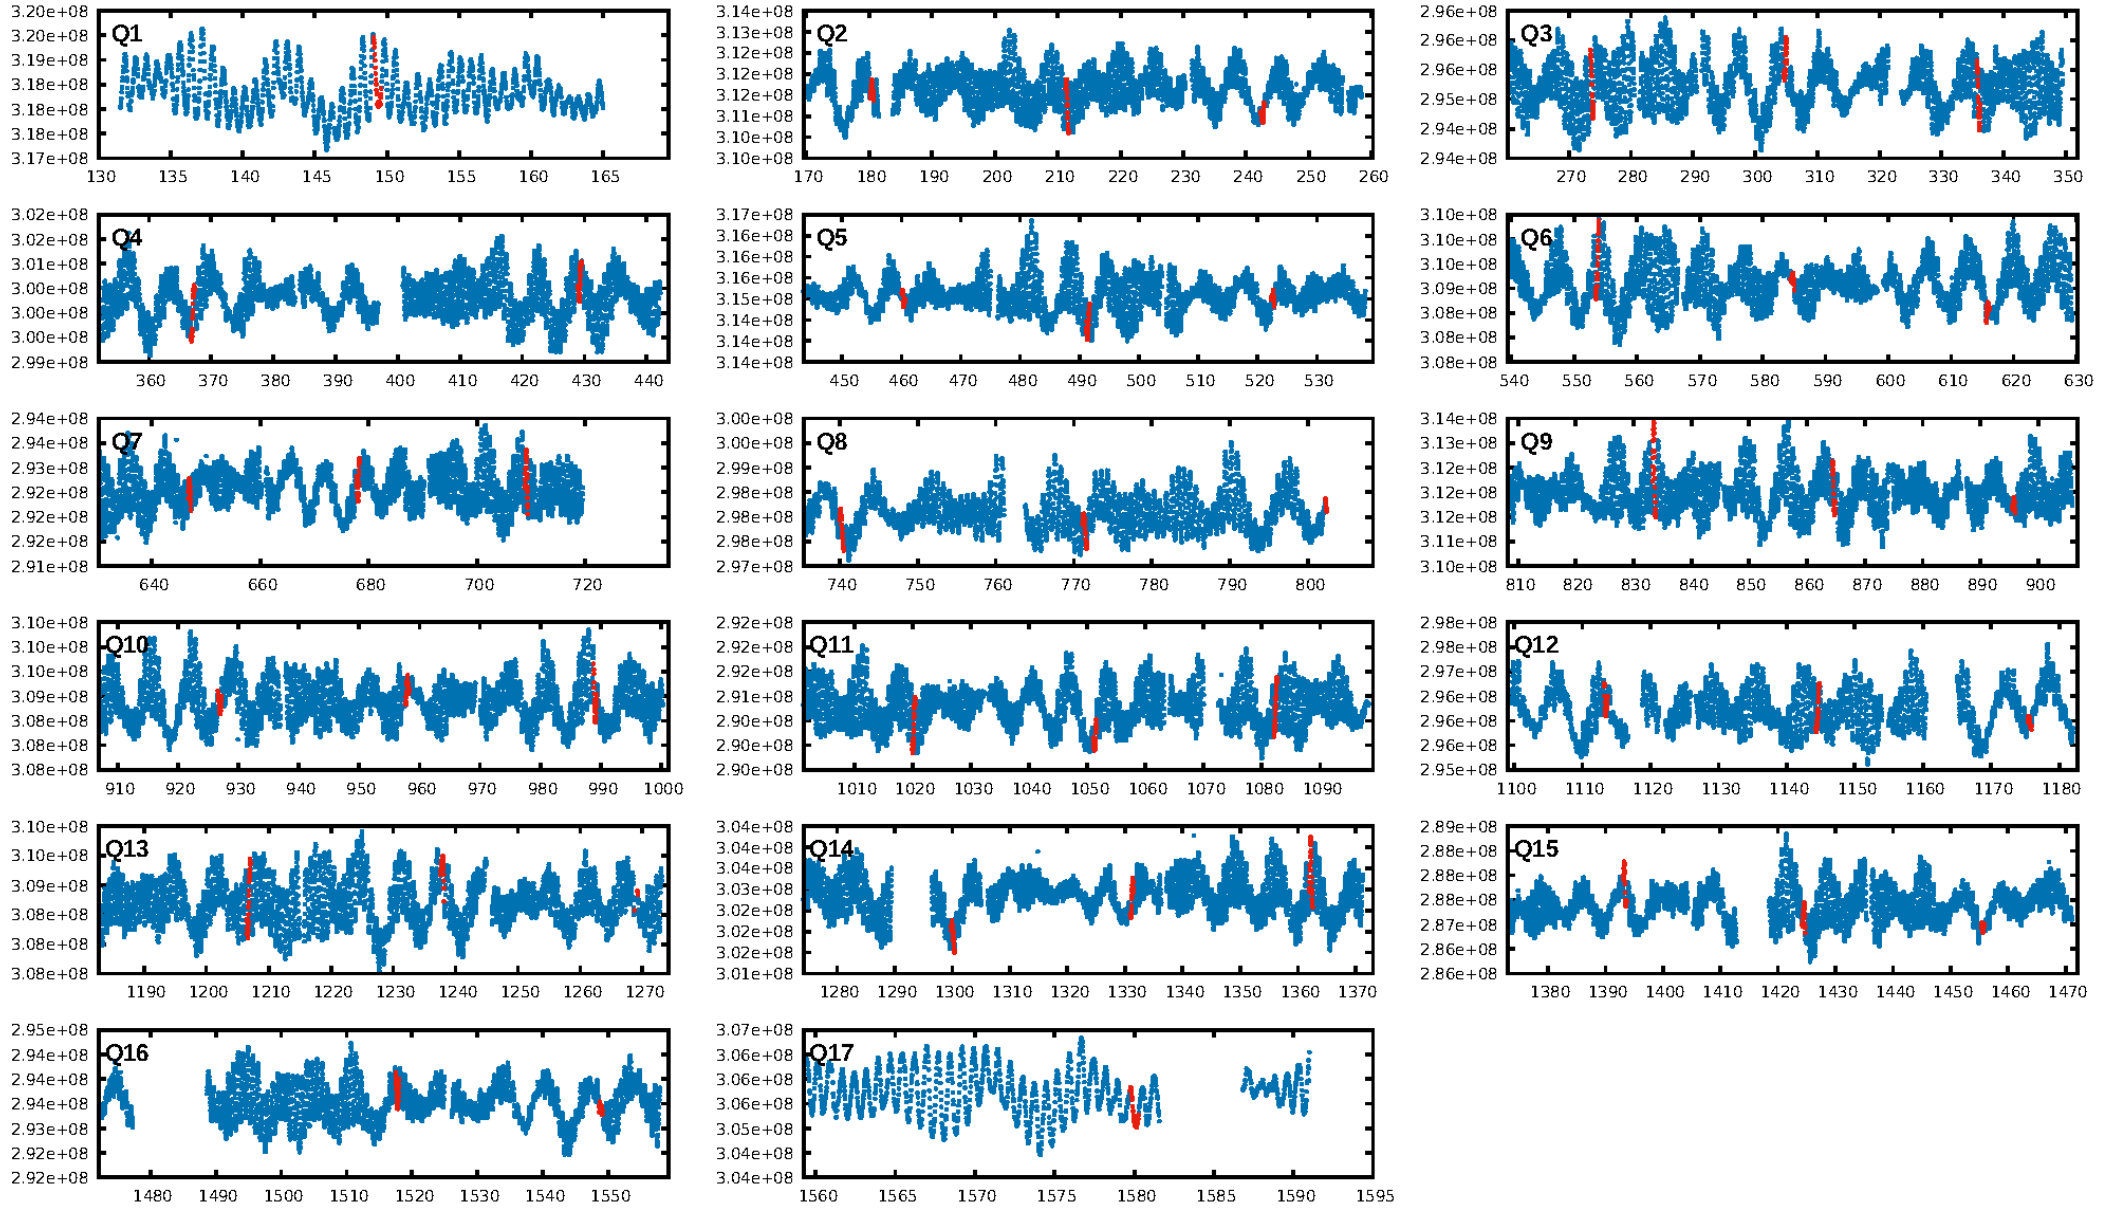 3.20e+08 3.20e+08 3.19e+08 3.18e+08 3.18e+08 3.18e+08 3.17e+08
Q1
130 135 140 145 150 155 160 165
3.14e+08 3.13e+08 3.12e+08 3.12e+08 3.11e+08 3.11e+08 3.10e+08 3.10e+08
Q2
170 180 190 200 210 220 230 240 250 260
2.96e+08 2.96e+08 2.96e+08 2.95e+08 2.94e+08 2.94e+08
Q3
270 280 290 300 310 320 330 340 350
3.02e+08 3.02e+08 3.01e+08 3.00e+08 3.00e+08 3.00e+08 2.99e+08
Q4
360 370 380 390 400 410 420 430 440
3.17e+08 3.16e+08 3.16e+08 3.15e+08 3.14e+08 3.14e+08 3.14e+08
Q5
450 460 470 480 490 500 510 520 530
3.10e+08 3.10e+08 3.10e+08 3.09e+08 3.08e+08 3.08e+08 3.08e+08
Q6
540 550 560 570 580 590 600 610 620 630
2.94e+08 2.94e+08 2.93e+08 2.92e+08 2.92e+08 2.92e+08 2.91e+08
Q7
640 660 680 700 720
3.00e+08 3.00e+08 2.99e+08 2.98e+08 2.98e+08 2.98e+08 2.97e+08
Q8
740 750 760 770 780 790 800
3.14e+08 3.13e+08 3.12e+08 3.12e+08 3.12e+08 3.11e+08 3.10e+08
Q9
810 820 830 840 850 860 870 880 890 900
3.10e+08 3.10e+08 3.10e+08 3.09e+08 3.08e+08 3.08e+08 3.08e+08
Q10
910 920 930 940 950 960 970 980 990 1000
2.92e+08 2.92e+08 2.92e+08 2.91e+08 2.90e+08 2.90e+08 2.90e+08
Q11
1010 1020 1030 1040 1050 1060 1070 1080 1090
2.98e+08 2.98e+08 2.97e+08 2.96e+08 2.96e+08 2.96e+08 2.95e+08
Q12
1100 1110 1120 1130 1140 1150 1160 1170 1180
3.10e+08 3.10e+08 3.09e+08 3.08e+08 3.08e+08 3.08e+08
Q13
1190 1200 1210 1220 1230 1240 1250 1260 1270
3.04e+08 3.04e+08 3.04e+08 3.03e+08 3.02e+08 3.02e+08 3.02e+08 3.01e+08
Q14
1280 1290 1300 1310 1320 1330 1340 1350 1360 1370
2.89e+08 2.88e+08 2.88e+08 2.88e+08 2.87e+08 2.86e+08 2.86e+08
Q15
1380 1390 1400 1410 1420 1430 1440 1450 1460 1470
2.95e+08 2.94e+08 2.94e+08 2.94e+08 2.93e+08 2.92e+08 2.92e+08
Q16
1480 1490 1500 1510 1520 1530 1540 1550
3.07e+08 3.06e+08 3.06e+08 3.06e+08 3.05e+08 3.04e+08 3.04e+08
Q17
1560 1565 1570 1575 1580 1585 1590 1595